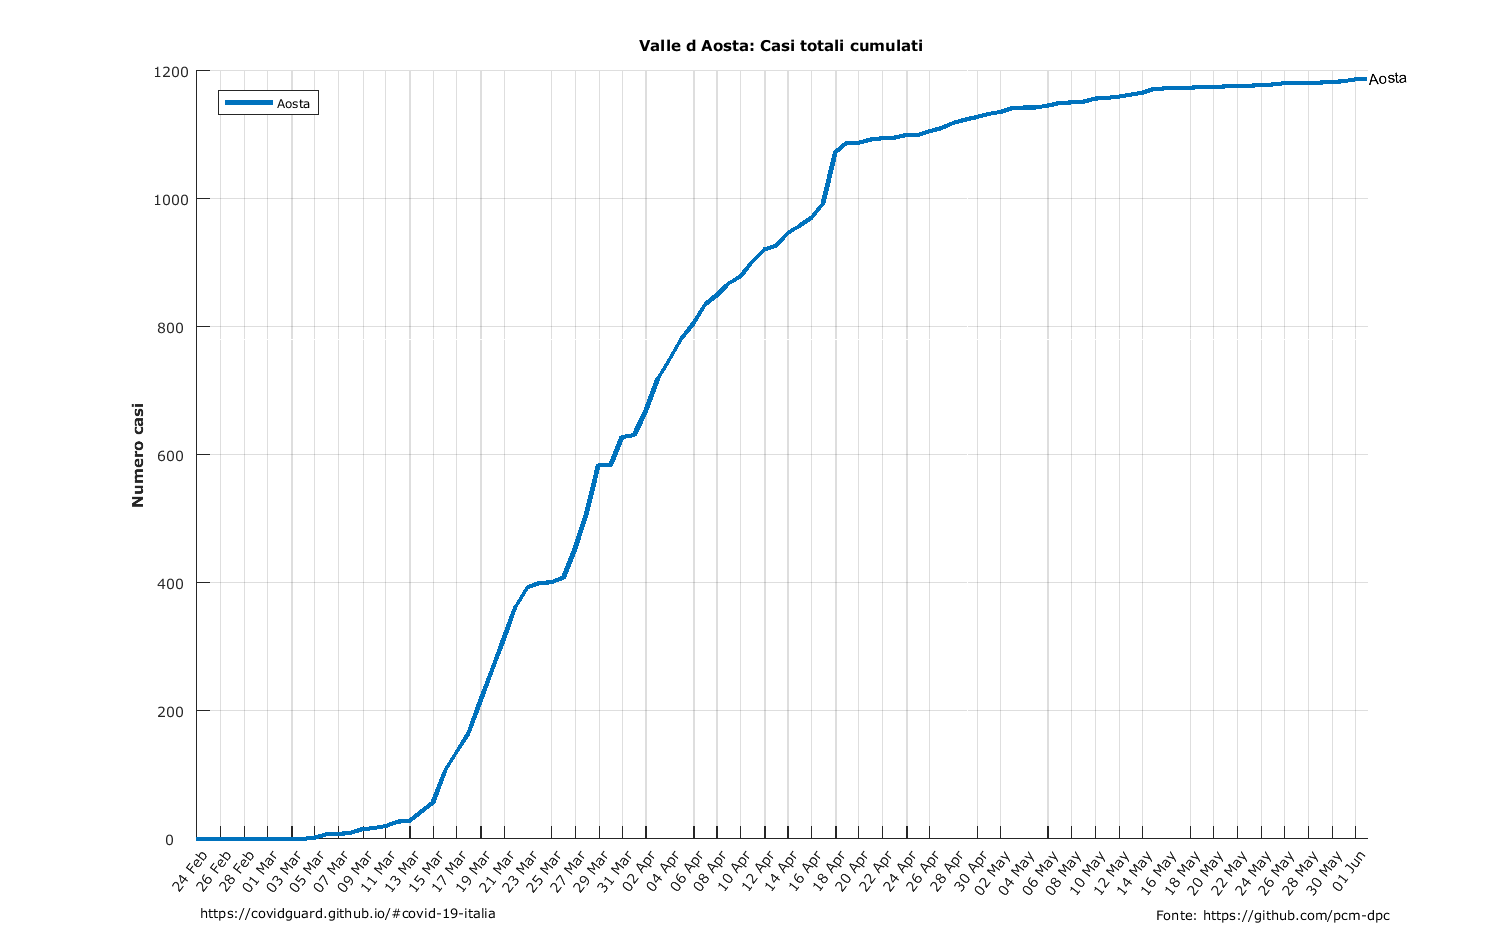 Valle d Aosta: Casi totali cumulati
Aosta
Aosta
Numero casi
1200
1000
800
600
400
200
0
24 Feb
26 Feb
28 Feb
01 Mar
03 Mar
05 Mar
07 Mar
09 Mar
11 Mar
13 Mar
15 Mar
17 Mar
19 Mar
21 Mar
23 Mar
25 Mar
27 Mar
29 Mar
31 Mar
02 Apr
04 Apr
06 Apr
08 Apr
10 Apr
12 Apr
14 Apr
16 Apr
18 Apr
20 Apr
22 Apr
24 Apr
26 Apr
28 Apr
30 Apr
02 May
04 May
06 May
08 May
10 May
12 May
14 May
16 May
18 May
20 May
22 May
24 May
26 May
28 May
30 May
01 Jun
https://covidguard.github.io/#covid-19-italia
Fonte: https://github.com/pcm-dpc